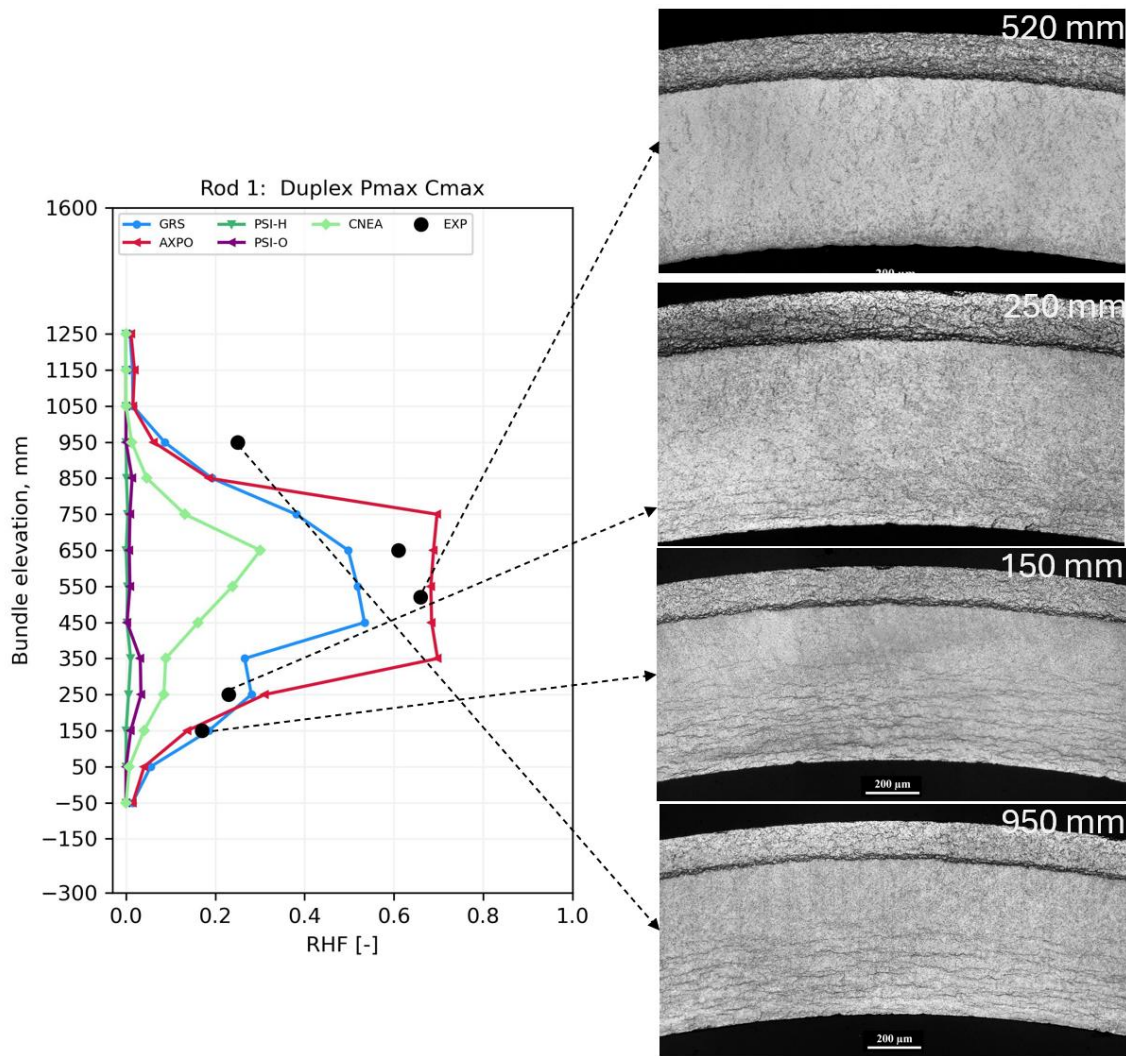 Rod 1: Duplex Pmax Cmax
GRS
AXPO
PSI-H
PSI-O
CNEA
EXP
1600
1250
1150
1050
950
850
750
650
550
450
350
250
150
50
−50
−150
−300
Bundle elevation, mm
0.0 0.2 0.4 0.6 0.8 1.0
RHF [-]
520 mm
200 µm
250 mm
150 mm
200 µm
950 mm
200 µm